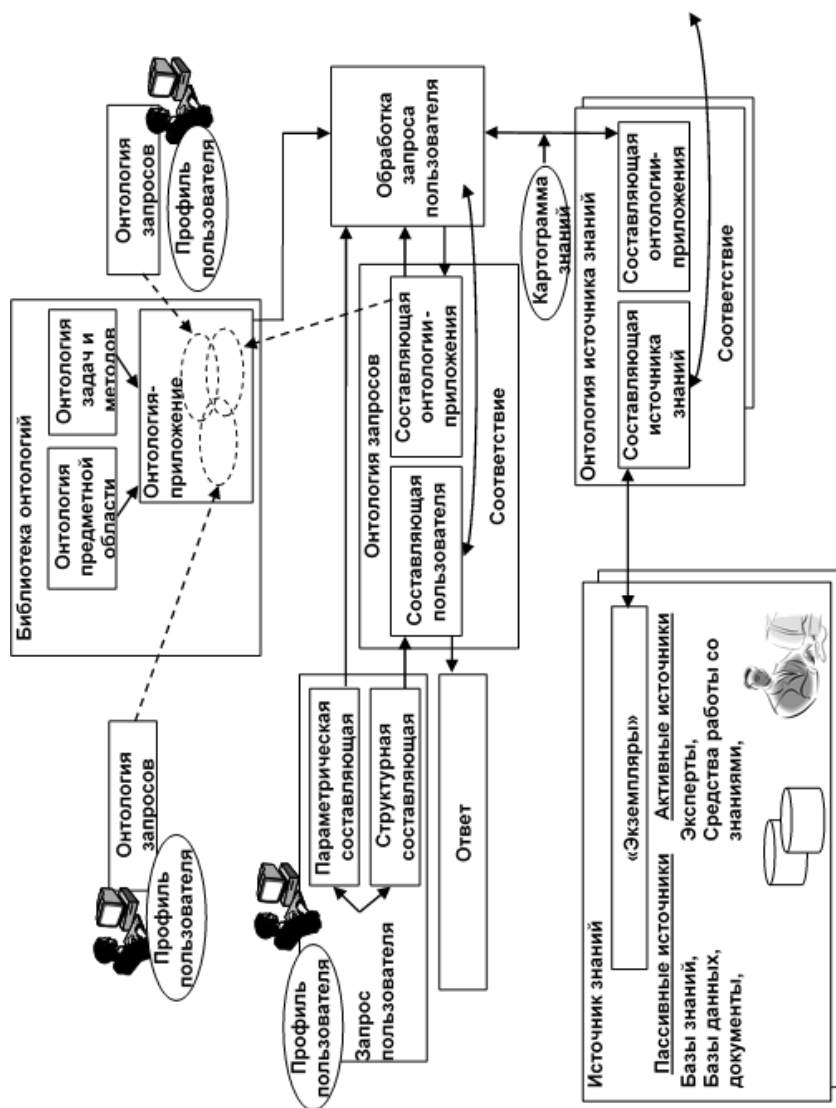 Онтология
запросов
Профиль
пользователя
Библиотека онтологий
Онтология
предметной
области
Онтология
задач и
методов
Онтология-
приложение
Онтология
запросов
Профиль
пользователя
Профиль
пользователя
Запрос
пользователя
Параметрическая
составляющая
Структурная
составляющая
Ответ
Онтология запросов
Составляющая
пользователя
Составляющая
онтологии-
приложения
Соответствие
Обработка
запроса
пользователя
Картограмма
знаний
Источник знаний
«Экземпляры»
Пассивные источники
Базы знаний,
Базы данных,
документы,
Активные источники
Эксперты,
Средства работы со
знаниями,
Онтология источника знаний
Составляющая
источника
знаний
Составляющая
онтологии-
приложения
Соответствие